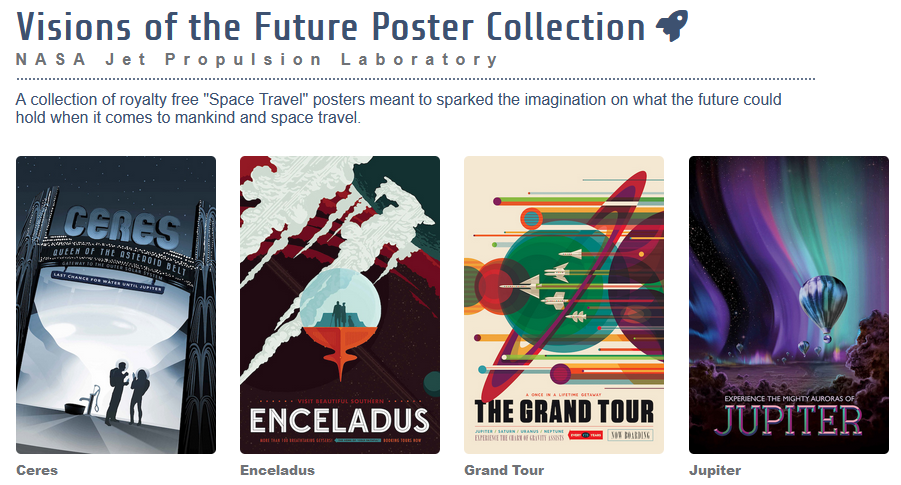 Visions of the Future Poster Collection
NASA Jet Propulsion Laboratory
A collection of royalty free "Space Travel" posters meant to sparked the imagination on what the future could
hold when it comes to mankind and space travel.
CERES
QUEEN OF THE ASTEROID BELT
GATEWAY TO THE OUTER SOLAR SYSTEM
LAST CHANCE FOR WATER UNTIL JUPITER
VISIT BEAUTIFUL SOUTHERN
ENCELADUS
MORE THAN 100 BREATHTAKING GEYSERS
BOOKING TOURS NOW
A ONCE IN A LIFETIME GETAWAY
THE GRAND TOUR
JUPITER / SATURN / URANUS / NEPTUNE
EXPERIENCE THE CHARM OF GRAVITY ASSISTS
NOW BOARDING
EXPERIENCE THE MIGHTY AURORAS OF
JUPITER
Ceres
Enceladus
Grand Tour
Jupiter